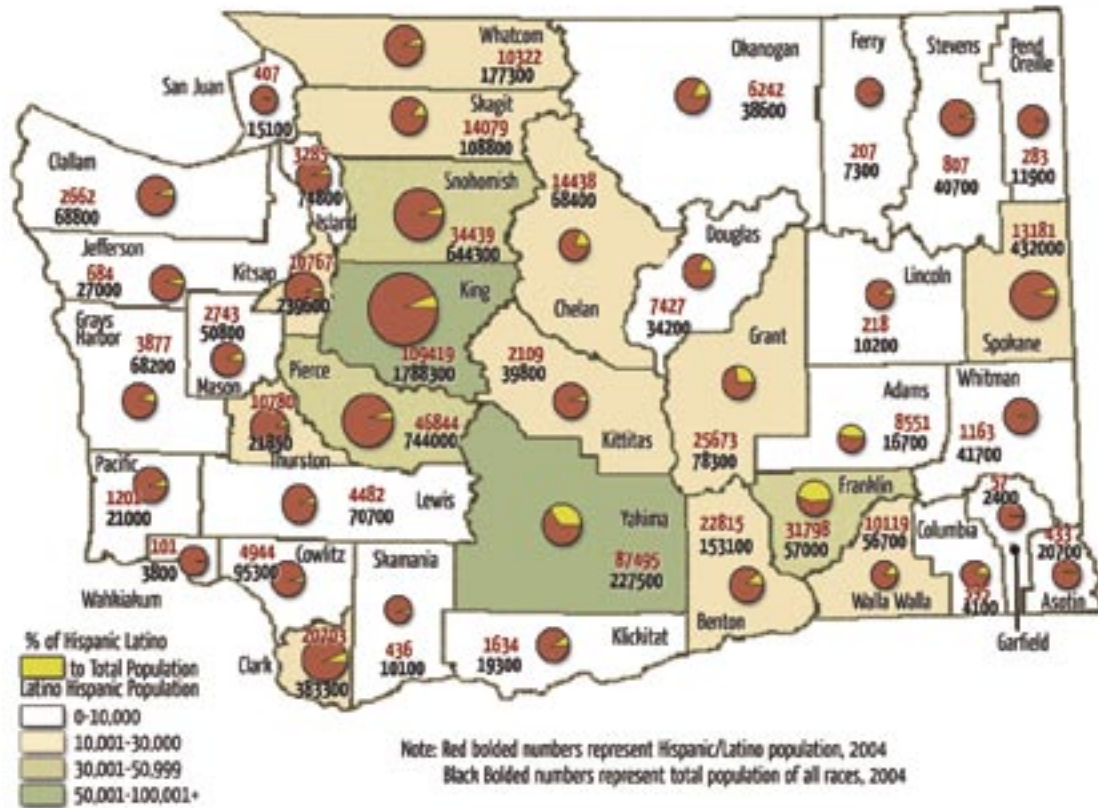 Whatcom
10322
177300
San Juan
407
15100
Skagit
14079
108800
Okanogan
6242
38600
Ferry
207
7300
Stevens
807
40700
Pend
Oreille
283
11900
Clallam
2662
68800
3285
74800
Island
Snohomish
34439
644300
14438
68400
Chelan
Douglas
7427
34200
Lincoln
218
10200
13181
432000
Spokane
Jefferson
684
27000
Kitsap
10767
239600
King
109419
1788300
Grays
Harbor
3877
68200
2743
50800
Mason
Pierce
46844
744000
2109
39800
Kittitas
Grant
25673
78300
Adams
8551
16700
Whitman
1163
41700
10780
21850
Thurston
Pacific
1201
21000
4482
70700
Lewis
Yakima
87495
227500
22815
153100
Benton
Franklin
31798
57000
10119
56700
Walla Walla
Columbia
4100
57
2400
Garfield
433
20700
Asotin
101
3800
Wahkiakum
4944
95300
Cowlitz
Skamania
436
10100
1634
19300
Klickitat
Clark
20703
383300
% of Hispanic Latino
to Total Population
Latino Hispanic Population
0-10,000
10,001-30,000
30,001-50,999
50,001-100,001+
Note: Red bolded numbers represent Hispanic/Latino population, 2004
Black Bolded numbers represent total population of all races, 2004